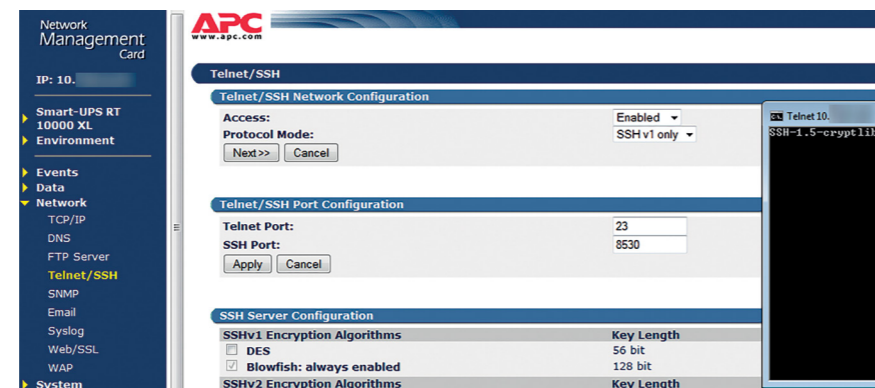 Network
Management
Card
IP: 10.
Smart-UPS RT
10000 XL
Environment
Events
Data
Network
TCP/IP
DNS
FTP Server
Telnet/SSH
SNMP
Email
Syslog
Web/SSL
WAP
System
APC
www.apc.com
Telnet/SSH
Telnet/SSH Network Configuration
Access: Enabled
Protocol Mode: SSH v1 only
Next>> Cancel
Telnet/SSH Port Configuration
Telnet Port: 23
SSH Port: 8530
Apply Cancel
SSH Server Configuration
SSHv1 Encryption Algorithms Key Length
DES 56 bit
Blowfish: always enabled 128 bit
SSHv2 Encryption Algorithms Key Length
Telnet 10.
SSH-1.5-cryptlib